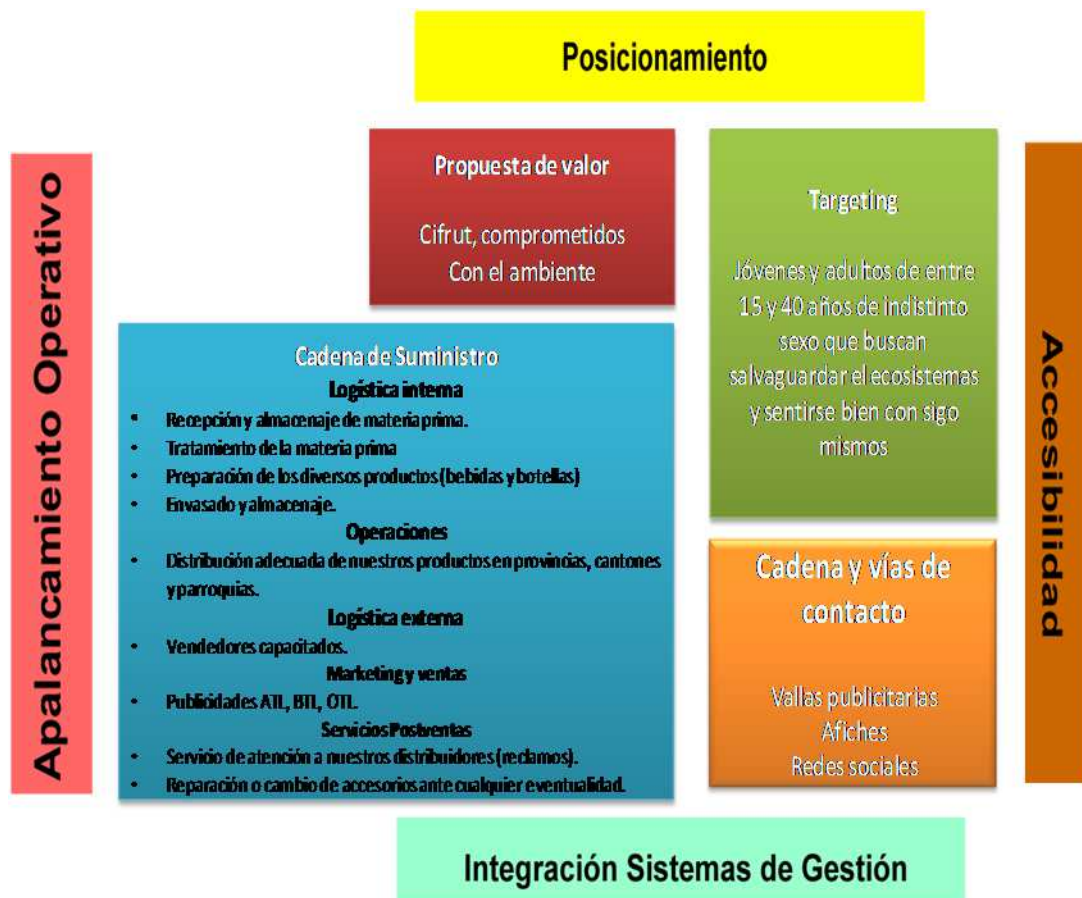 Posicionamiento
Apalancamiento Operativo
Propuesta de valor
Cifrut, comprometidos
Con el ambiente
Targeting
Jóvenes y adultos de entre
15 y 40 años de indistinto
sexo que buscan
salvaguardar el ecosistemas
y sentirse bien con sigo
mismos
Accesibilidad
Cadena de Suministro
Logística interna
• Recepción y almacenaje de materia prima.
• Tratamiento de la materia prima
• Preparación de los diversos productos (bebidas y botellas)
• Envasado y almacenaje.
Operaciones
• Distribución adecuada de nuestros productos en provincias, cantones
y parroquias.
Logística externa
• Vendedores capacitados.
Marketing y ventas
• Publicidades ATL, BTL, OTL.
Servicios Postventas
• Servicio de atención a nuestros distribuidores (reclamos).
• Reparación o cambio de accesorios ante cualquier eventualidad.
Cadena y vías de
contacto
Vallas publicitarias
Afiches
Redes sociales
Integración Sistemas de Gestión